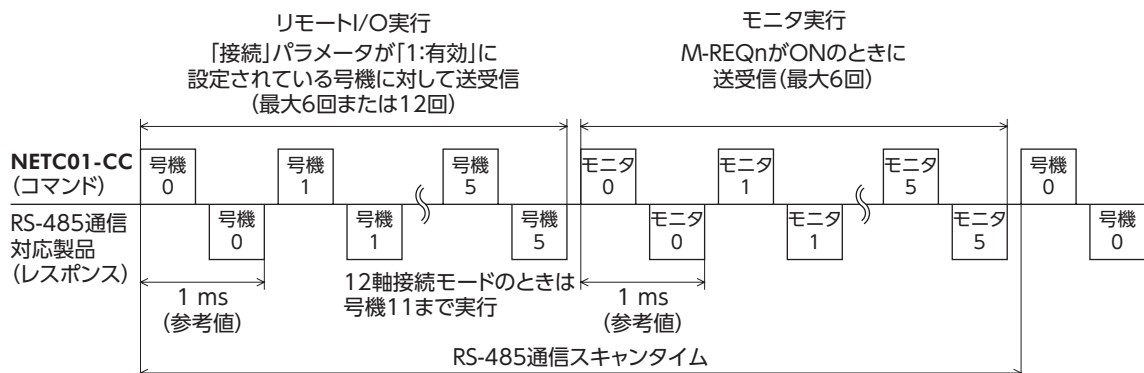 リモートI/O実行
「接続」パラメータが「1:有効」に
設定されている号機に対して送受信
(最大6回または12回)
モニタ実行
M-REQnがONのときに
送受信(最大6回)
NETC01-CC
(コマンド)
号機
0
号機
1
号機
5
モニタ
0
モニタ
1
モニタ
5
号機
0
RS-485通信
対応製品
(レスポンス)
号機
0
号機
1
号機
5
モニタ
0
モニタ
1
モニタ
5
号機
0
1 ms
(参考値)
12軸接続モードのときは
号機11まで実行
1 ms
(参考値)
RS-485通信スキャンタイム